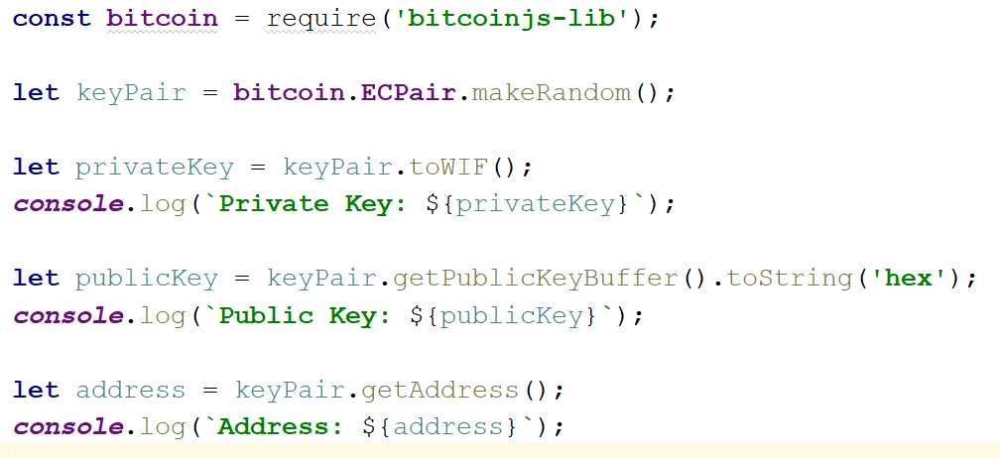 const bitcoin = require('bitcoinjs-lib');
let keyPair = bitcoin.ECPair.makeRandom();
let privateKey = keyPair.toWIF();
console.log(`Private Key: ${privateKey}`);
let publicKey = keyPair.getPublicKeyBuffer().toString('hex');
console.log(`Public Key: ${publicKey}`);
let address = keyPair.getAddress();
console.log(`Address: ${address}`);